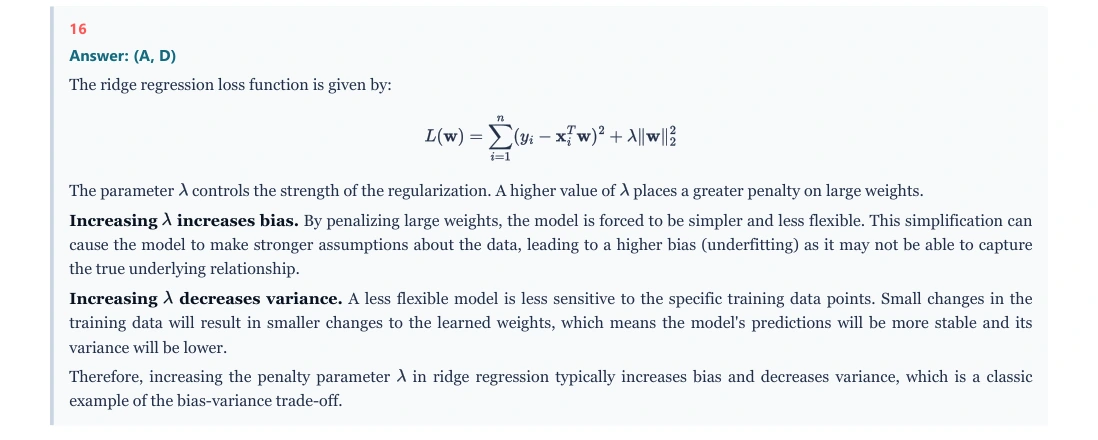 16
Answer: (A, D)
The ridge regression loss function is given by:
L(w) = ∑_{i=1}^{n} (y_i − x_i^T w)^2 + λ‖w‖_2^2
The parameter λ controls the strength of the regularization. A higher value of λ places a greater penalty on large weights.
Increasing λ increases bias. By penalizing large weights, the model is forced to be simpler and less flexible. This simplification can
cause the model to make stronger assumptions about the data, leading to a higher bias (underfitting) as it may not be able to capture
the true underlying relationship.
Increasing λ decreases variance. A less flexible model is less sensitive to the specific training data points. Small changes in the
training data will result in smaller changes to the learned weights, which means the model's predictions will be more stable and its
variance will be lower.
Therefore, increasing the penalty parameter λ in ridge regression typically increases bias and decreases variance, which is a classic
example of the bias-variance trade-off.